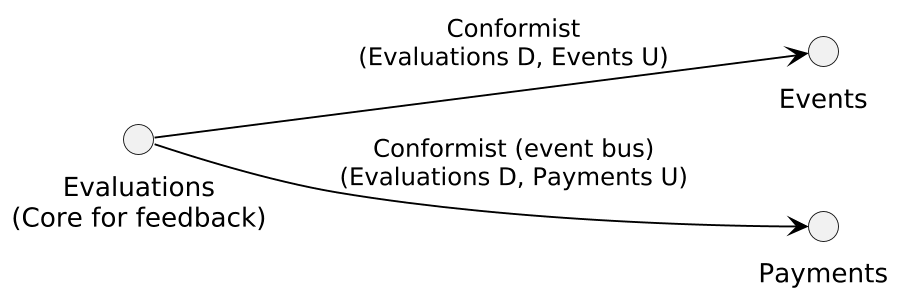 Conformist
(Evaluations D, Events U)
Events
Conformist (event bus)
(Evaluations D, Payments U)
Evaluations
(Core for feedback)
Payments